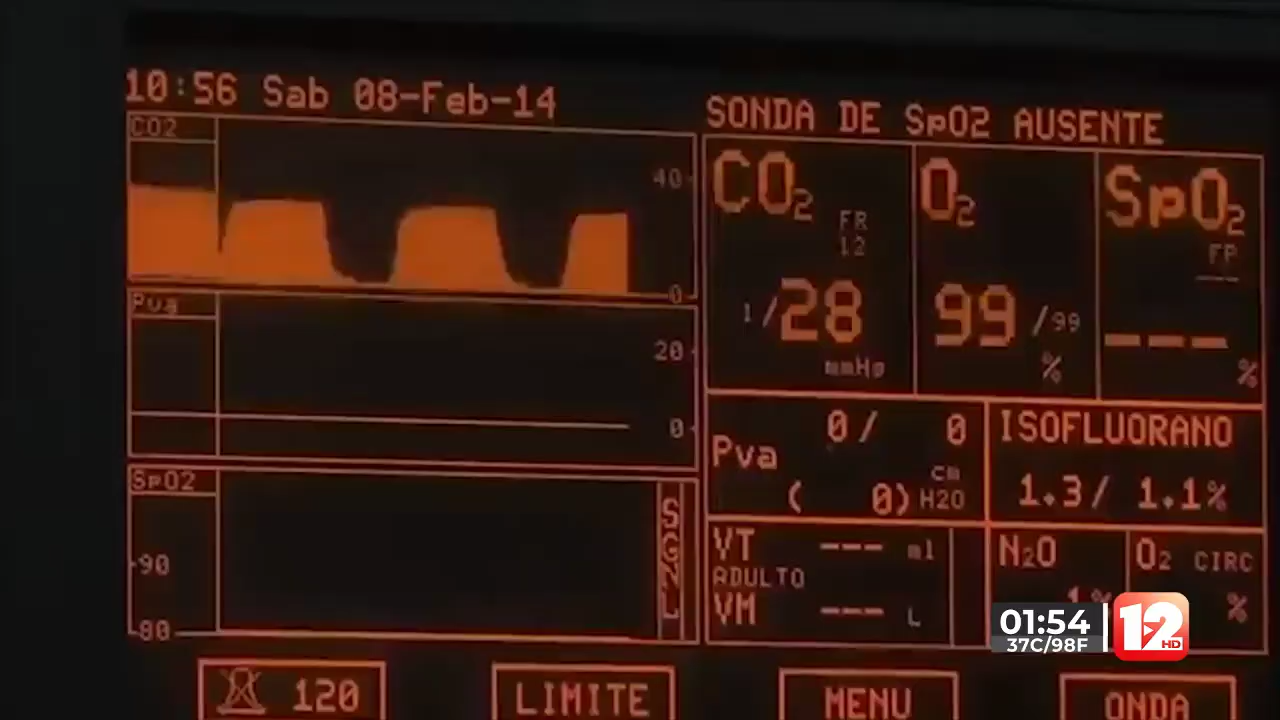 10:56 Sab 08-Feb-14
SONDA DE SpO2 AUSENTE
CO2
40
0
CO2
FR
12
1/28
mmHg
O2
99/99
%
SpO2
FP
---
---
%
Pva
20
0
Pva
0/ 0
( 0)
cm
H2O
ISOFLUORANO
1.3/ 1.1%
SpO2
90
80
SGNL
VT --- ml
ADULTO
VM --- L
N2O
1%
O2 CIRC
%
01:54
37C/98F
12
HD
120
LIMITE
MENU
ONDA